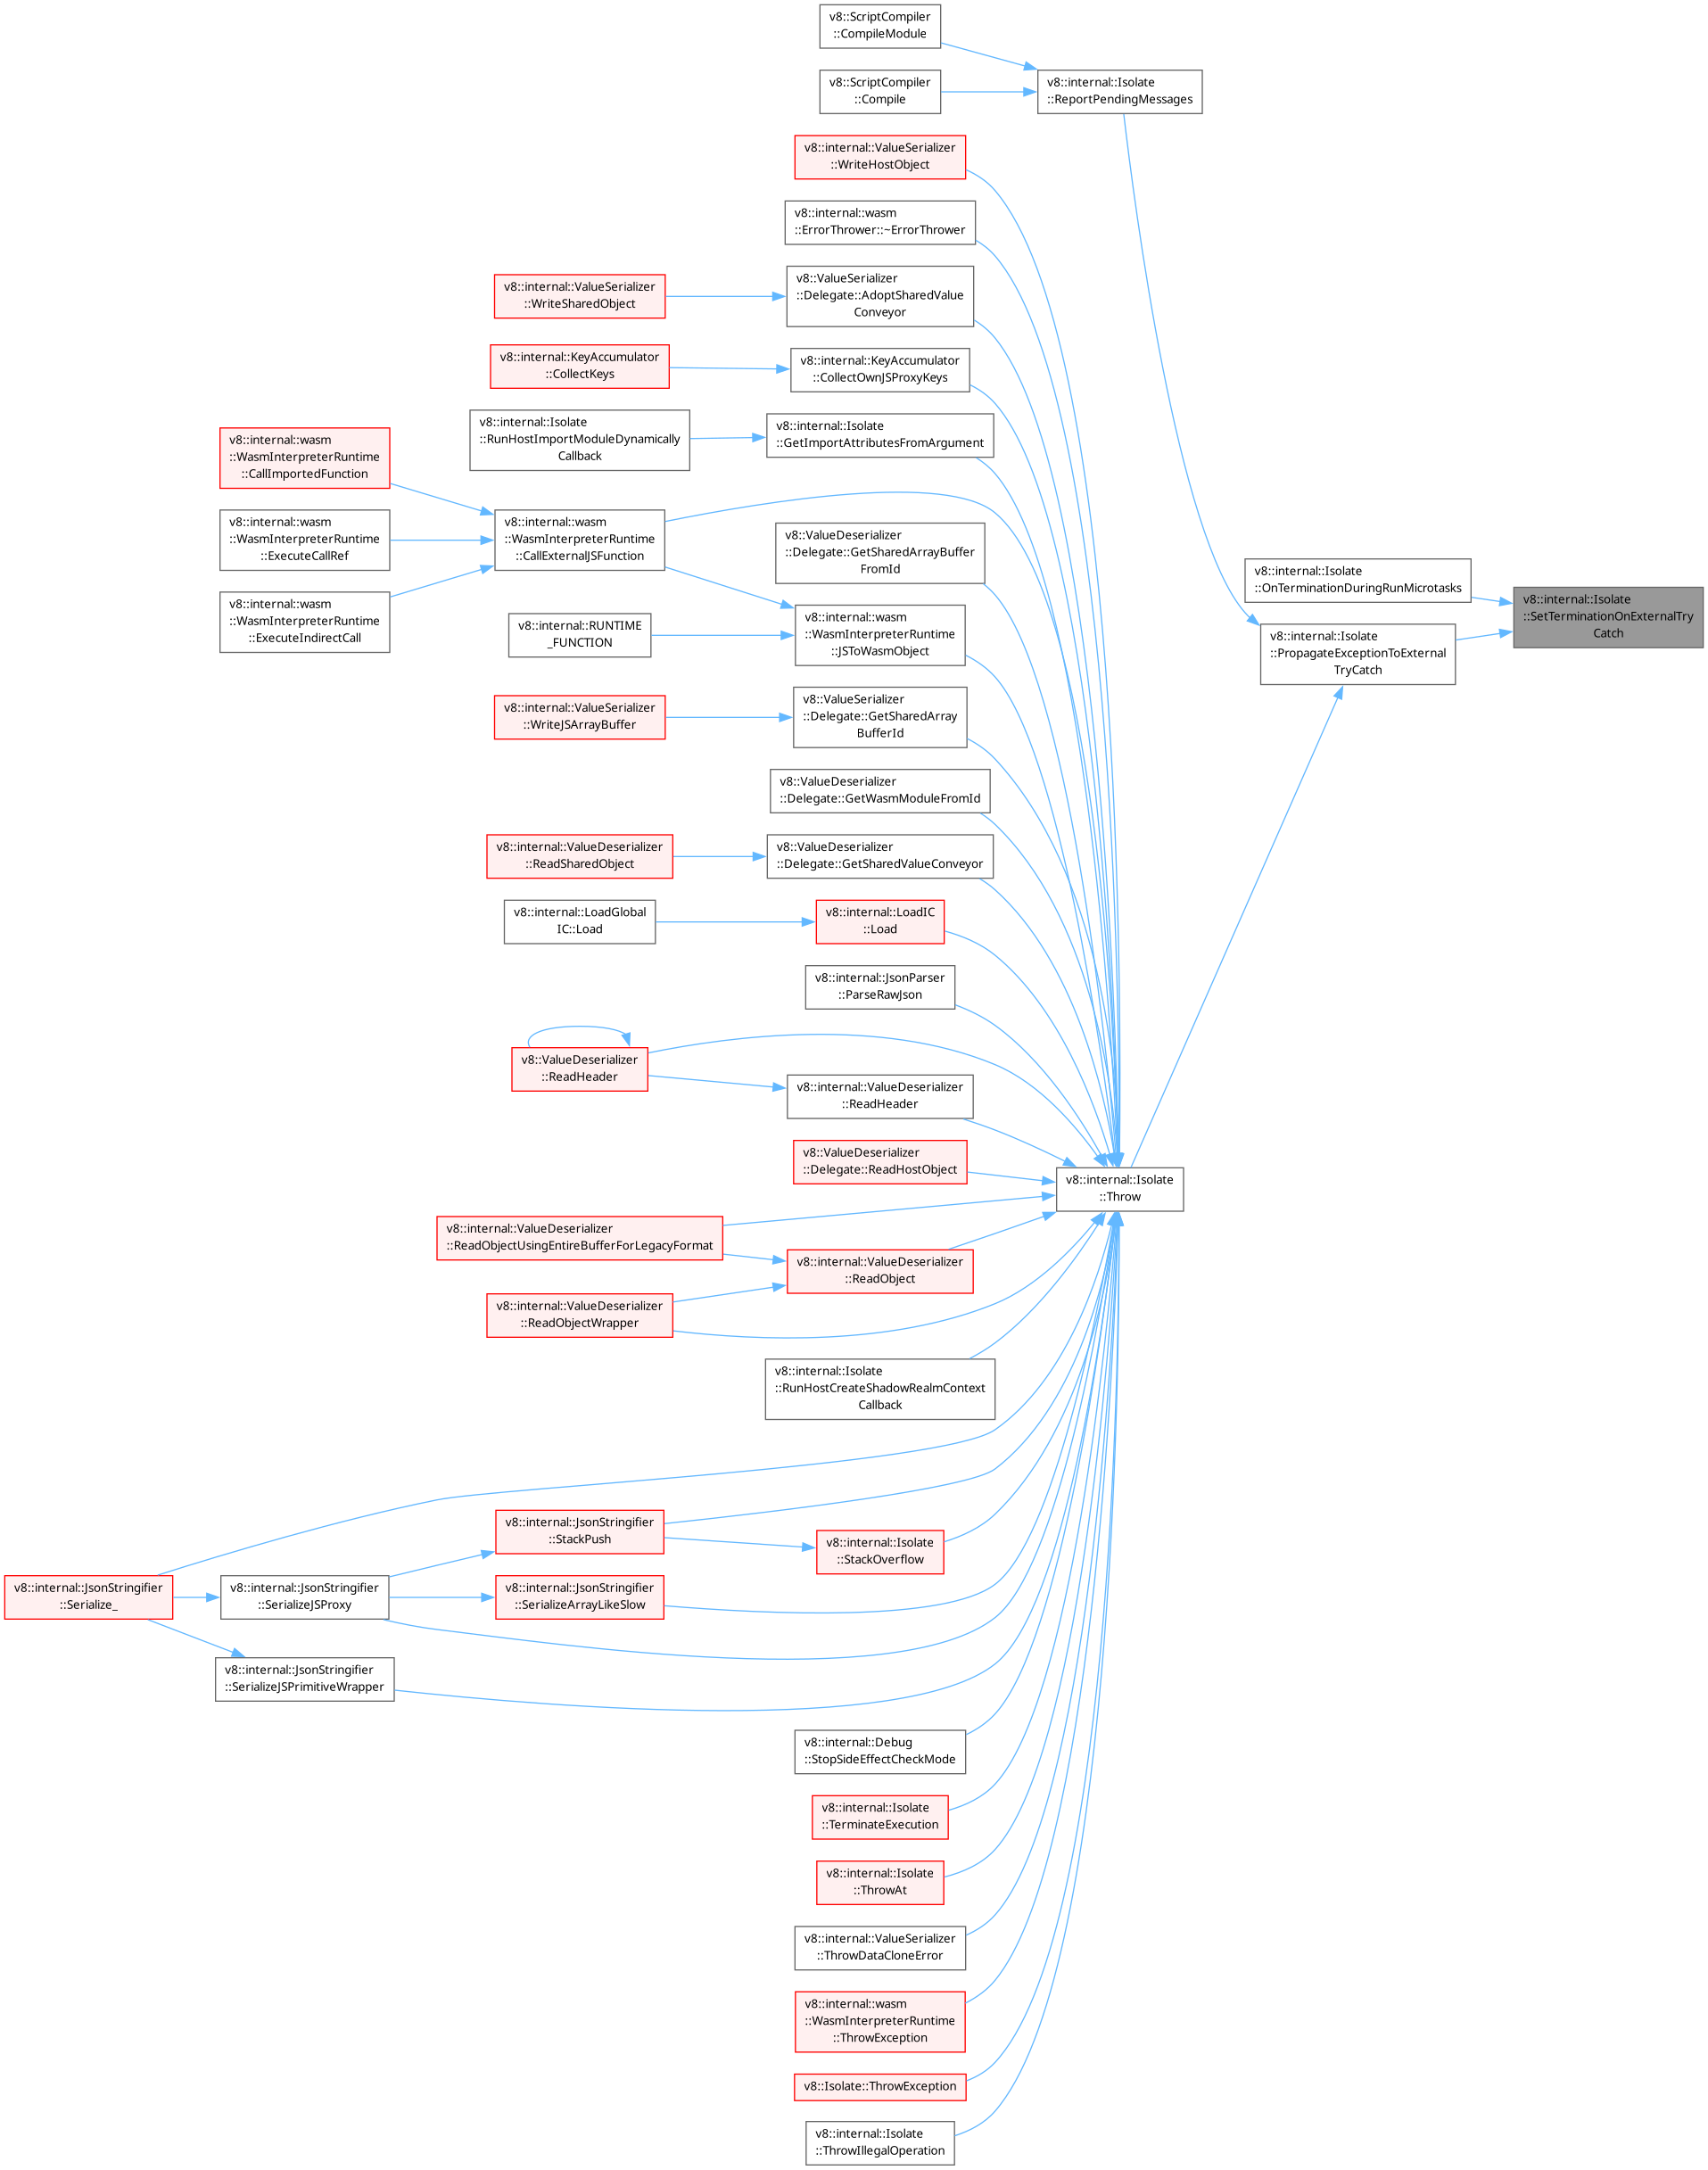 v8::ScriptCompiler
::CompileModule
v8::ScriptCompiler
::Compile
v8::internal::Isolate
::ReportPendingMessages
v8::internal::ValueSerializer
::WriteHostObject
v8::internal::wasm
::ErrorThrower::~ErrorThrower
v8::internal::ValueSerializer
::WriteSharedObject
v8::ValueSerializer
::Delegate::AdoptSharedValue
Conveyor
v8::internal::KeyAccumulator
::CollectKeys
v8::internal::KeyAccumulator
::CollectOwnJSProxyKeys
v8::internal::Isolate
::RunHostImportModuleDynamically
Callback
v8::internal::Isolate
::GetImportAttributesFromArgument
v8::internal::wasm
::WasmInterpreterRuntime
::CallImportedFunction
v8::internal::wasm
::WasmInterpreterRuntime
::ExecuteCallRef
v8::internal::wasm
::WasmInterpreterRuntime
::CallExternalJSFunction
v8::internal::wasm
::WasmInterpreterRuntime
::ExecuteIndirectCall
v8::ValueDeserializer
::Delegate::GetSharedArrayBuffer
FromId
v8::internal::Isolate
::OnTerminationDuringRunMicrotasks
v8::internal::Isolate
::SetTerminationOnExternalTry
Catch
v8::internal::Isolate
::PropagateExceptionToExternal
TryCatch
v8::internal::RUNTIME
_FUNCTION
v8::internal::wasm
::WasmInterpreterRuntime
::JSToWasmObject
v8::internal::ValueSerializer
::WriteJSArrayBuffer
v8::ValueSerializer
::Delegate::GetSharedArray
BufferId
v8::ValueDeserializer
::Delegate::GetWasmModuleFromId
v8::internal::ValueDeserializer
::ReadSharedObject
v8::ValueDeserializer
::Delegate::GetSharedValueConveyor
v8::internal::LoadGlobal
IC::Load
v8::internal::LoadIC
::Load
v8::internal::JsonParser
::ParseRawJson
v8::ValueDeserializer
::ReadHeader
v8::internal::ValueDeserializer
::ReadHeader
v8::ValueDeserializer
::Delegate::ReadHostObject
v8::internal::Isolate
::Throw
v8::internal::ValueDeserializer
::ReadObjectUsingEntireBufferForLegacyFormat
v8::internal::ValueDeserializer
::ReadObject
v8::internal::ValueDeserializer
::ReadObjectWrapper
v8::internal::Isolate
::RunHostCreateShadowRealmContext
Callback
v8::internal::JsonStringifier
::StackPush
v8::internal::Isolate
::StackOverflow
v8::internal::JsonStringifier
::Serialize_
v8::internal::JsonStringifier
::SerializeJSProxy
v8::internal::JsonStringifier
::SerializeArrayLikeSlow
v8::internal::JsonStringifier
::SerializeJSPrimitiveWrapper
v8::internal::Debug
::StopSideEffectCheckMode
v8::internal::Isolate
::TerminateExecution
v8::internal::Isolate
::ThrowAt
v8::internal::ValueSerializer
::ThrowDataCloneError
v8::internal::wasm
::WasmInterpreterRuntime
::ThrowException
v8::Isolate::ThrowException
v8::internal::Isolate
::ThrowIllegalOperation